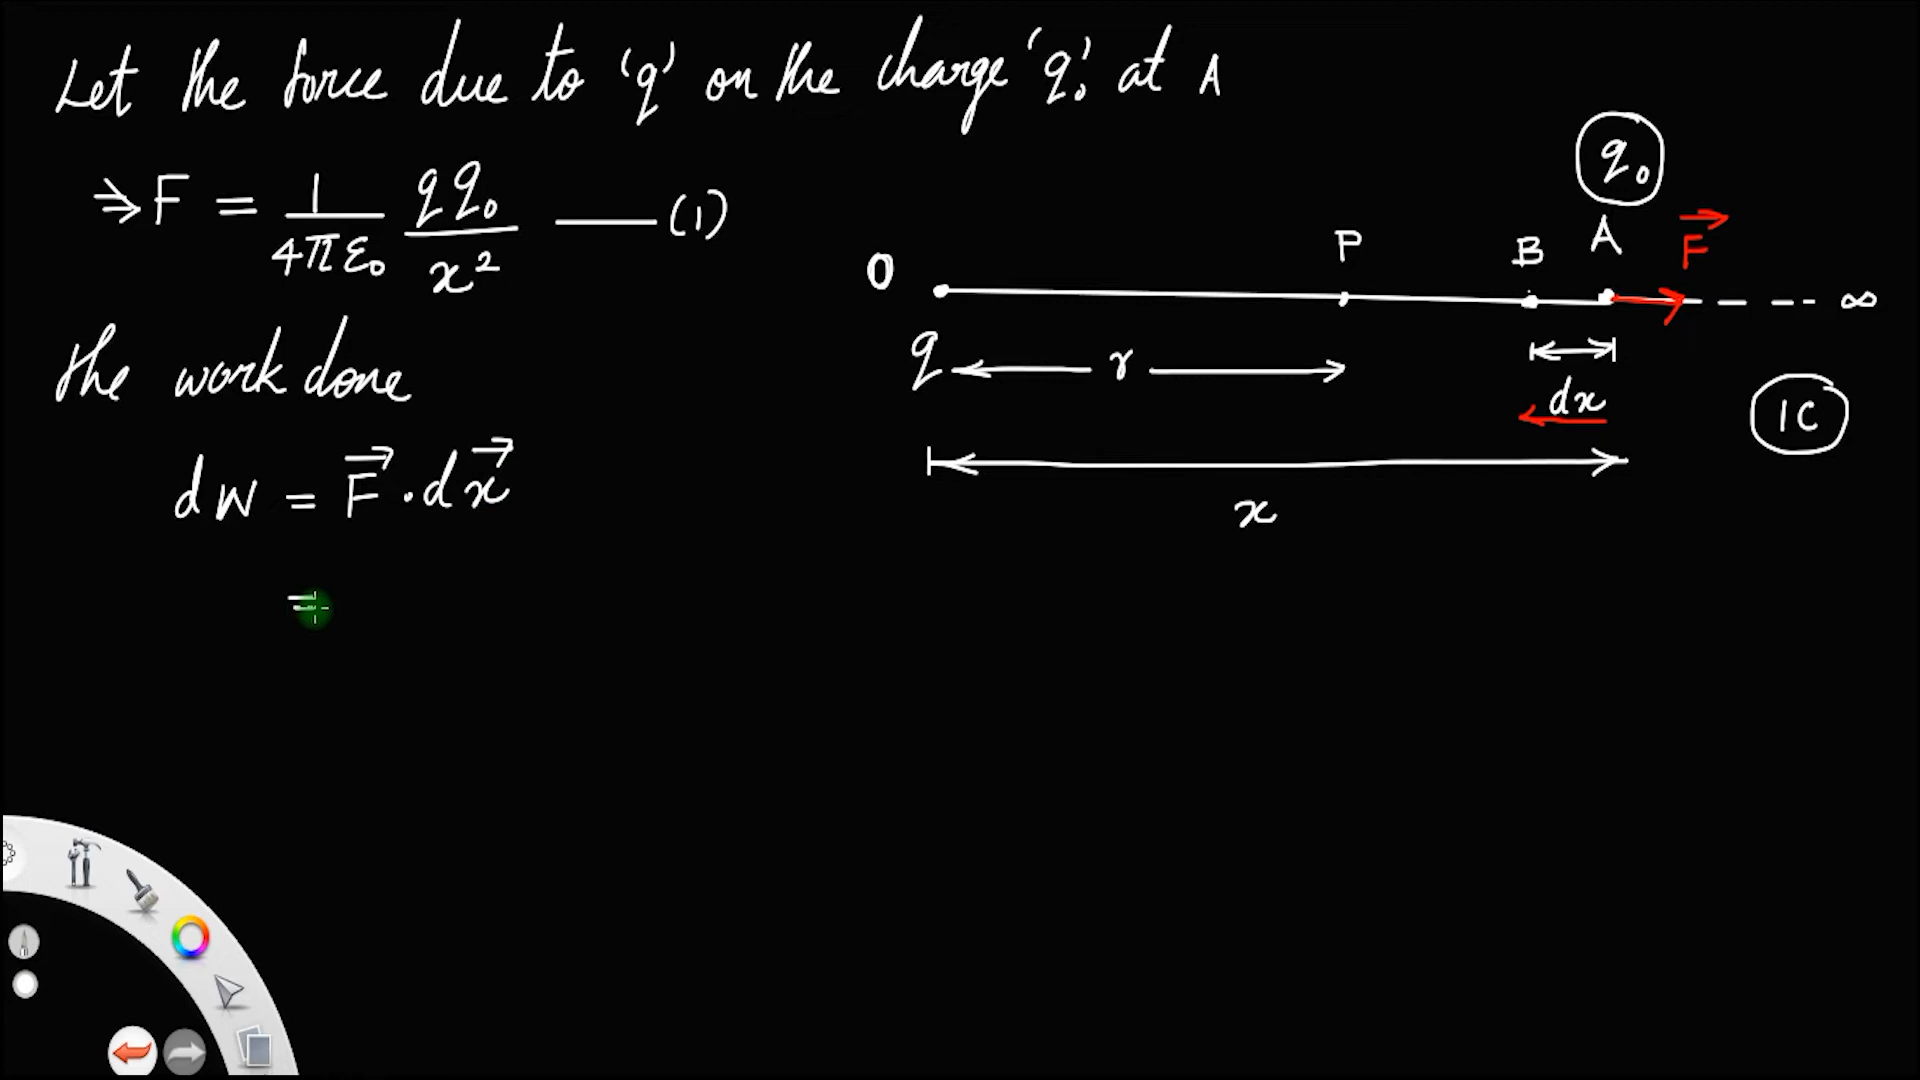 Let the force due to 'q' on the charge 'q₀' at A
⇒ F = 1/4πε₀ qq₀/x² —— (1)
the work done
dW = F⃗ . dx⃗
=
q₀
O P B A F⃗
∞
q r dx
1C
x